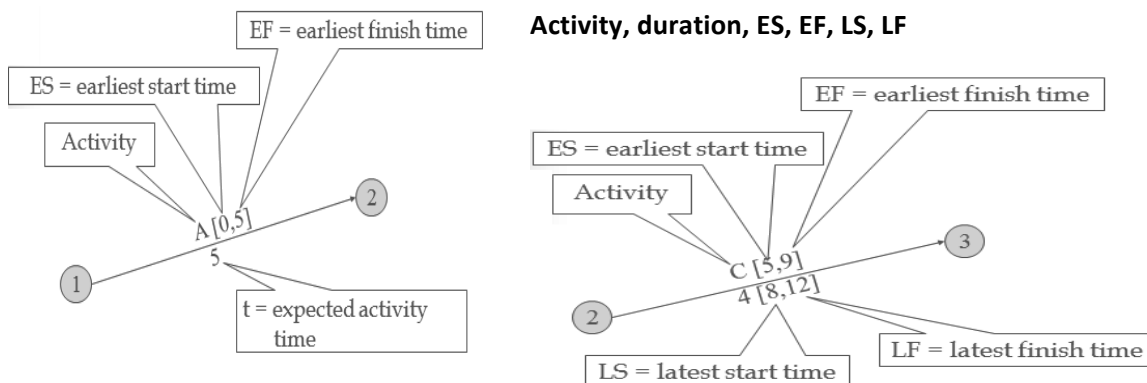 Activity, duration, ES, EF, LS, LF
EF = earliest finish time
ES = earliest start time
Activity
A [0,5]
5
1
2
t = expected activity
time
EF = earliest finish time
ES = earliest start time
Activity
C [5,9]
4 [8,12]
2
3
LS = latest start time
LF = latest finish time